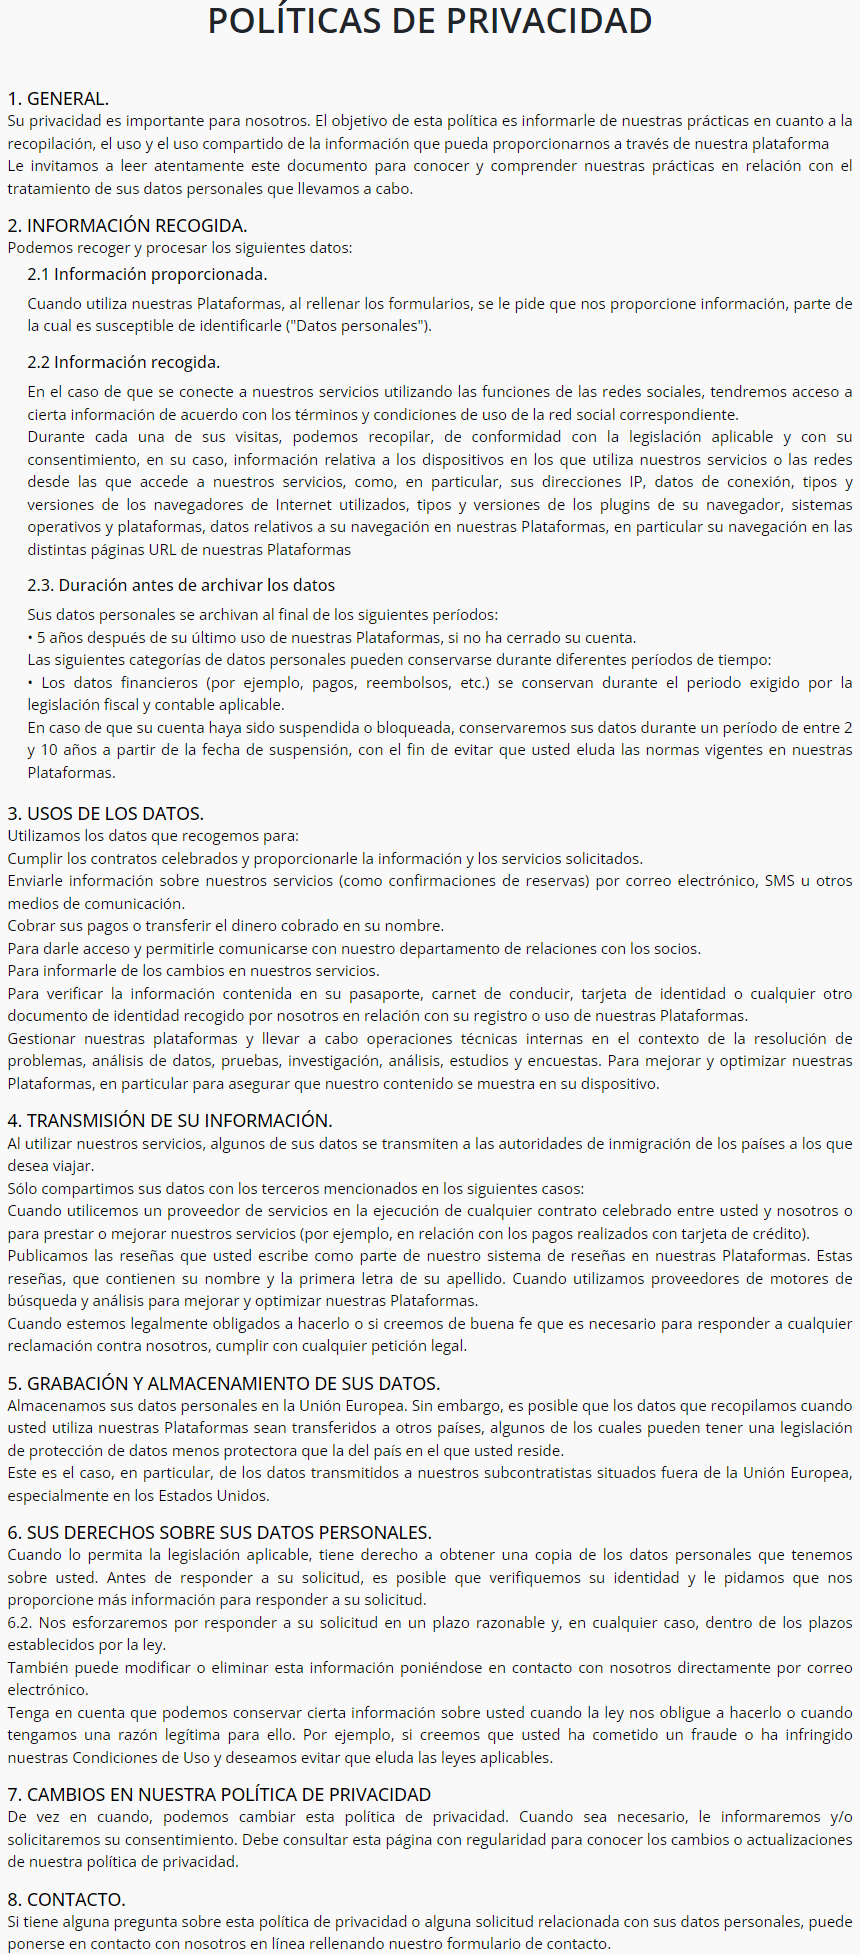 POLÍTICAS DE PRIVACIDAD
1. GENERAL.
Su privacidad es importante para nosotros. El objetivo de esta política es informarle de nuestras prácticas en cuanto a la
recopilación, el uso y el uso compartido de la información que pueda proporcionarnos a través de nuestra plataforma
Le invitamos a leer atentamente este documento para conocer y comprender nuestras prácticas en relación con el
tratamiento de sus datos personales que llevamos a cabo.
2. INFORMACIÓN RECOGIDA.
Podemos recoger y procesar los siguientes datos:
2.1 Información proporcionada.
Cuando utiliza nuestras Plataformas, al rellenar los formularios, se le pide que nos proporcione información, parte de
la cual es susceptible de identificarle ("Datos personales").
2.2 Información recogida.
En el caso de que se conecte a nuestros servicios utilizando las funciones de las redes sociales, tendremos acceso a
cierta información de acuerdo con los términos y condiciones de uso de la red social correspondiente.
Durante cada una de sus visitas, podemos recopilar, de conformidad con la legislación aplicable y con su
consentimiento, en su caso, información relativa a los dispositivos en los que utiliza nuestros servicios o las redes
desde las que accede a nuestros servicios, como, en particular, sus direcciones IP, datos de conexión, tipos y
versiones de los navegadores de Internet utilizados, tipos y versiones de los plugins de su navegador, sistemas
operativos y plataformas, datos relativos a su navegación en nuestras Plataformas, en particular su navegación en las
distintas páginas URL de nuestras Plataformas
2.3. Duración antes de archivar los datos
Sus datos personales se archivan al final de los siguientes períodos:
• 5 años después de su último uso de nuestras Plataformas, si no ha cerrado su cuenta.
Las siguientes categorías de datos personales pueden conservarse durante diferentes períodos de tiempo:
• Los datos financieros (por ejemplo, pagos, reembolsos, etc.) se conservan durante el periodo exigido por la
legislación fiscal y contable aplicable.
En caso de que su cuenta haya sido suspendida o bloqueada, conservaremos sus datos durante un período de entre 2
y 10 años a partir de la fecha de suspensión, con el fin de evitar que usted eluda las normas vigentes en nuestras
Plataformas.
3. USOS DE LOS DATOS.
Utilizamos los datos que recogemos para:
Cumplir los contratos celebrados y proporcionarle la información y los servicios solicitados.
Enviarle información sobre nuestros servicios (como confirmaciones de reservas) por correo electrónico, SMS u otros
medios de comunicación.
Cobrar sus pagos o transferir el dinero cobrado en su nombre.
Para darle acceso y permitirle comunicarse con nuestro departamento de relaciones con los socios.
Para informarle de los cambios en nuestros servicios.
Para verificar la información contenida en su pasaporte, carnet de conducir, tarjeta de identidad o cualquier otro
documento de identidad recogido por nosotros en relación con su registro o uso de nuestras Plataformas.
Gestionar nuestras plataformas y llevar a cabo operaciones técnicas internas en el contexto de la resolución de
problemas, análisis de datos, pruebas, investigación, análisis, estudios y encuestas. Para mejorar y optimizar nuestras
Plataformas, en particular para asegurar que nuestro contenido se muestra en su dispositivo.
4. TRANSMISIÓN DE SU INFORMACIÓN.
Al utilizar nuestros servicios, algunos de sus datos se transmiten a las autoridades de inmigración de los países a los que
desea viajar.
Sólo compartimos sus datos con los terceros mencionados en los siguientes casos:
Cuando utilicemos un proveedor de servicios en la ejecución de cualquier contrato celebrado entre usted y nosotros o
para prestar o mejorar nuestros servicios (por ejemplo, en relación con los pagos realizados con tarjeta de crédito).
Publicamos las reseñas que usted escribe como parte de nuestro sistema de reseñas en nuestras Plataformas. Estas
reseñas, que contienen su nombre y la primera letra de su apellido. Cuando utilizamos proveedores de motores de
búsqueda y análisis para mejorar y optimizar nuestras Plataformas.
Cuando estemos legalmente obligados a hacerlo o si creemos de buena fe que es necesario para responder a cualquier
reclamación contra nosotros, cumplir con cualquier petición legal.
5. GRABACIÓN Y ALMACENAMIENTO DE SUS DATOS.
Almacenamos sus datos personales en la Unión Europea. Sin embargo, es posible que los datos que recopilamos cuando
usted utiliza nuestras Plataformas sean transferidos a otros países, algunos de los cuales pueden tener una legislación
de protección de datos menos protectora que la del país en el que usted reside.
Este es el caso, en particular, de los datos transmitidos a nuestros subcontratistas situados fuera de la Unión Europea,
especialmente en los Estados Unidos.
6. SUS DERECHOS SOBRE SUS DATOS PERSONALES.
Cuando lo permita la legislación aplicable, tiene derecho a obtener una copia de los datos personales que tenemos
sobre usted. Antes de responder a su solicitud, es posible que verifiquemos su identidad y le pidamos que nos
proporcione más información para responder a su solicitud.
6.2. Nos esforzaremos por responder a su solicitud en un plazo razonable y, en cualquier caso, dentro de los plazos
establecidos por la ley.
También puede modificar o eliminar esta información poniéndose en contacto con nosotros directamente por correo
electrónico.
Tenga en cuenta que podemos conservar cierta información sobre usted cuando la ley nos obligue a hacerlo o cuando
tengamos una razón legítima para ello. Por ejemplo, si creemos que usted ha cometido un fraude o ha infringido
nuestras Condiciones de Uso y deseamos evitar que eluda las leyes aplicables.
7. CAMBIOS EN NUESTRA POLÍTICA DE PRIVACIDAD
De vez en cuando, podemos cambiar esta política de privacidad. Cuando sea necesario, le informaremos y/o
solicitaremos su consentimiento. Debe consultar esta página con regularidad para conocer los cambios o actualizaciones
de nuestra política de privacidad.
8. CONTACTO.
Si tiene alguna pregunta sobre esta política de privacidad o alguna solicitud relacionada con sus datos personales, puede
ponerse en contacto con nosotros en línea rellenando nuestro formulario de contacto.